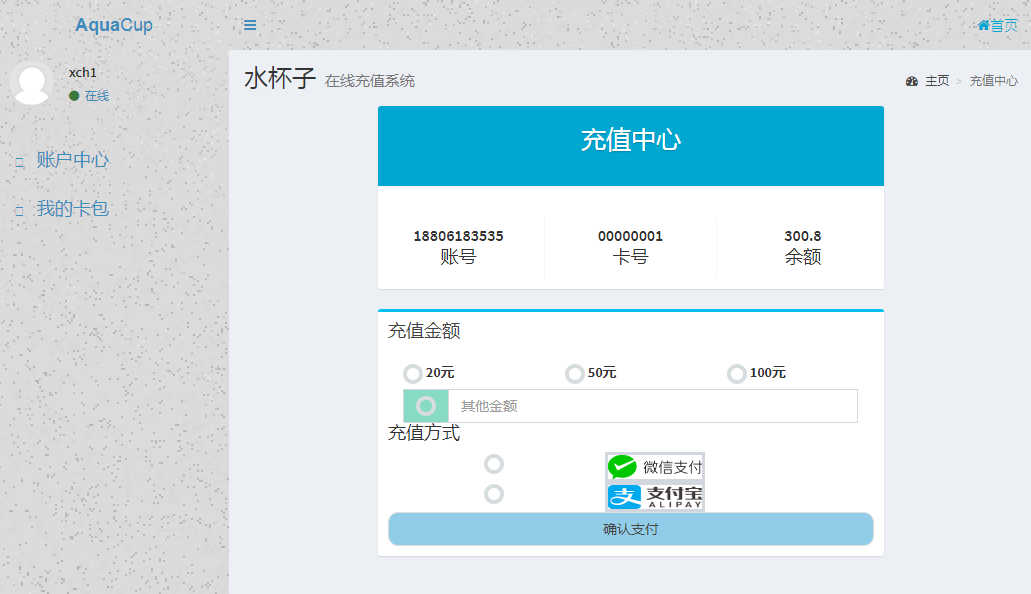 AquaCup
首页
xch1
在线
账户中心
我的卡包
水杯子 在线充值系统
主页 > 充值中心
充值中心
18806183535 00000001 300.8
账号 卡号 余额
充值金额
20元 50元 100元
其他金额
充值方式
微信支付
支 支付宝
ALIPAY
确认支付